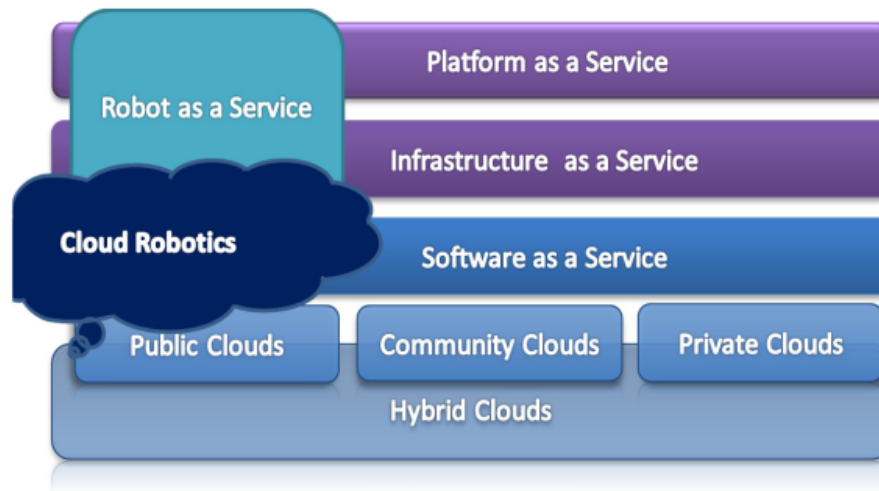 Platform as a Service
Robot as a Service
Infrastructure as a Service
Cloud Robotics
Software as a Service
Public Clouds
Community Clouds
Private Clouds
Hybrid Clouds